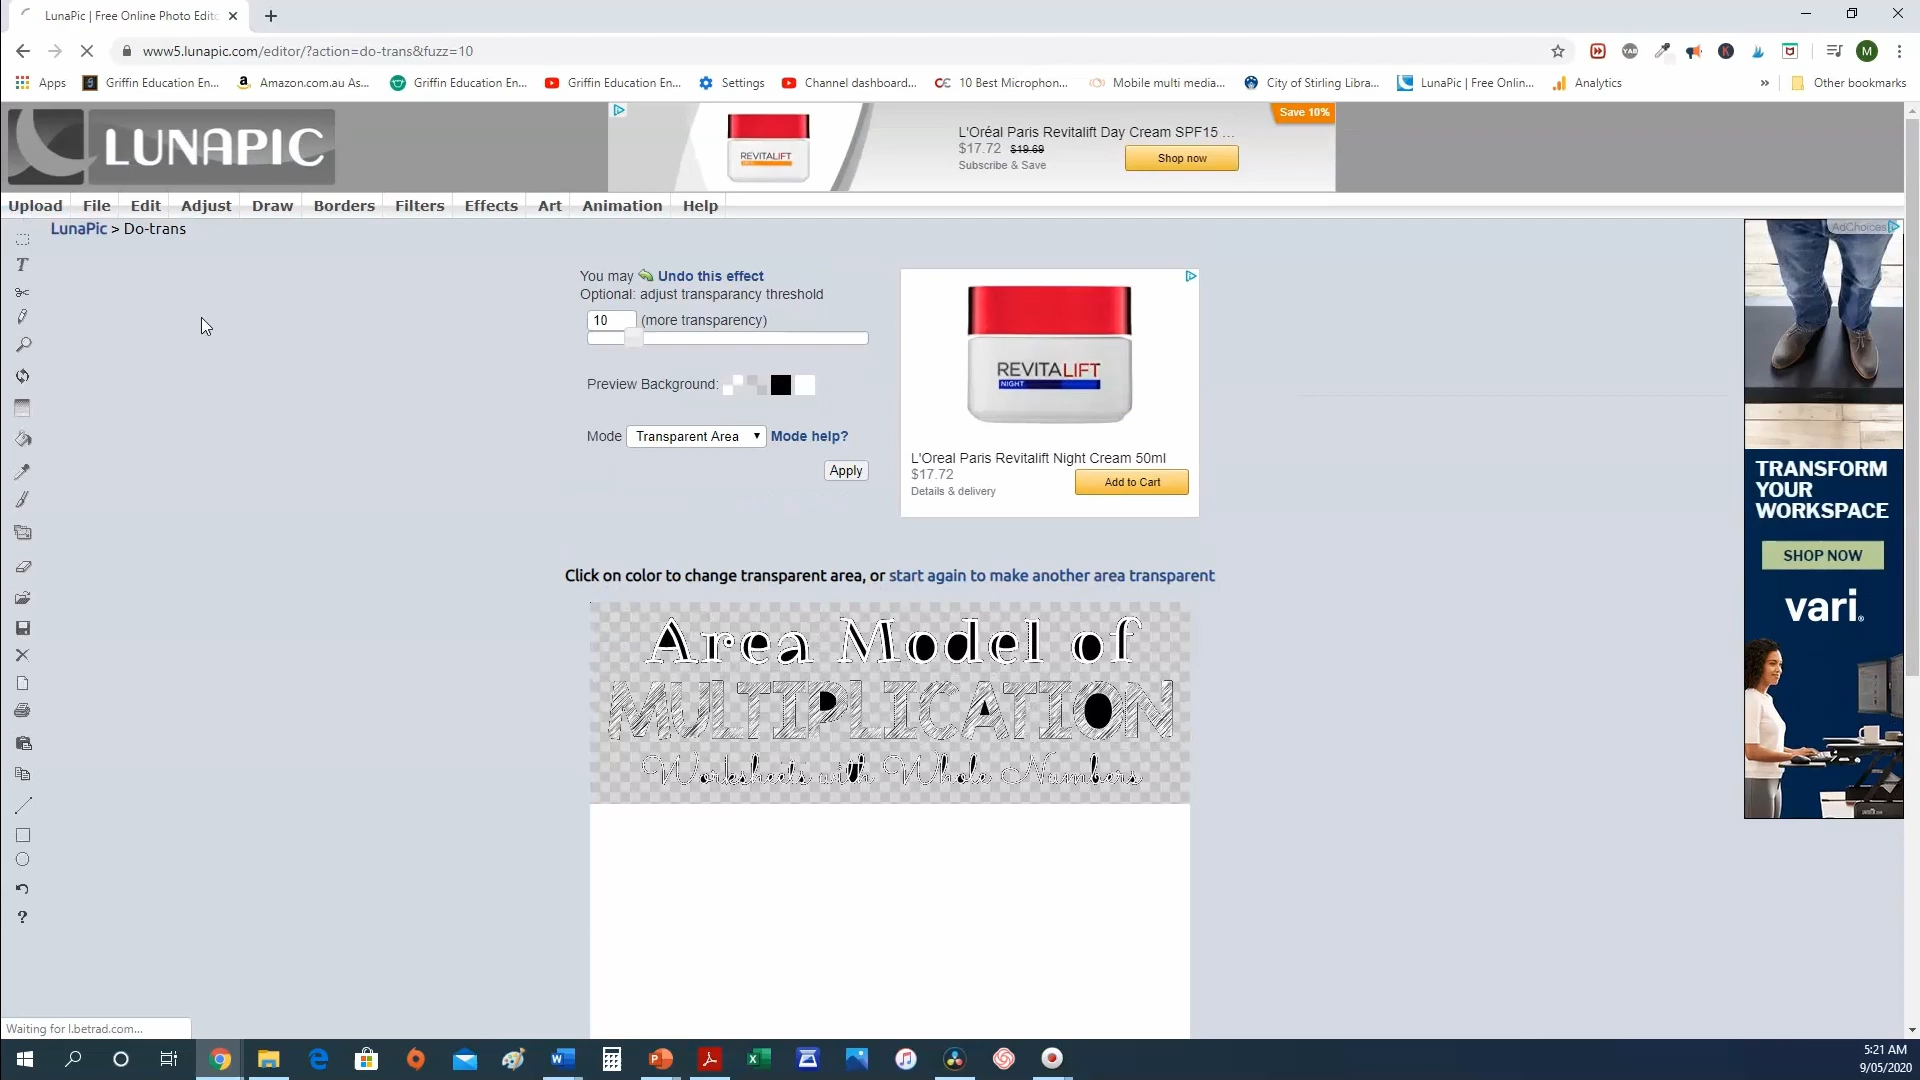 LunaPic | Free Online Photo Edito
www5.lunapic.com/editor/?action=do-trans&fuzz=10
YAB
K
M
Apps
Griffin Education En...
Amazon.com.au As...
Griffin Education En...
Griffin Education En...
Settings
Channel dashboard...
10 Best Microphon...
Mobile multi media...
City of Stirling Libra...
LunaPic | Free Onlin...
Analytics
»
Other bookmarks
LUNAPIC
REVITALIFT
L'Oréal Paris Revitalift Day Cream SPF15 ...
$17.72 $19.69
Subscribe & Save
Shop now
Save 10%
Upload File Edit Adjust Draw Borders Filters Effects Art Animation Help
LunaPic > Do-trans
AdChoices
You may Undo this effect
Optional: adjust transparancy threshold
10 (more transparency)
Preview Background:
Mode Transparent Area Mode help?
Apply
REVITALIFT
NIGHT
L'Oreal Paris Revitalift Night Cream 50ml
$17.72
Details & delivery
Add to Cart
TRANSFORM
YOUR
WORKSPACE
SHOP NOW
vari.
Click on color to change transparent area, or start again to make another area transparent
Area Model of
MULTIPLICATION
Worksheets with Whole Numbers
Waiting for l.betrad.com...
5:21 AM
9/05/2020